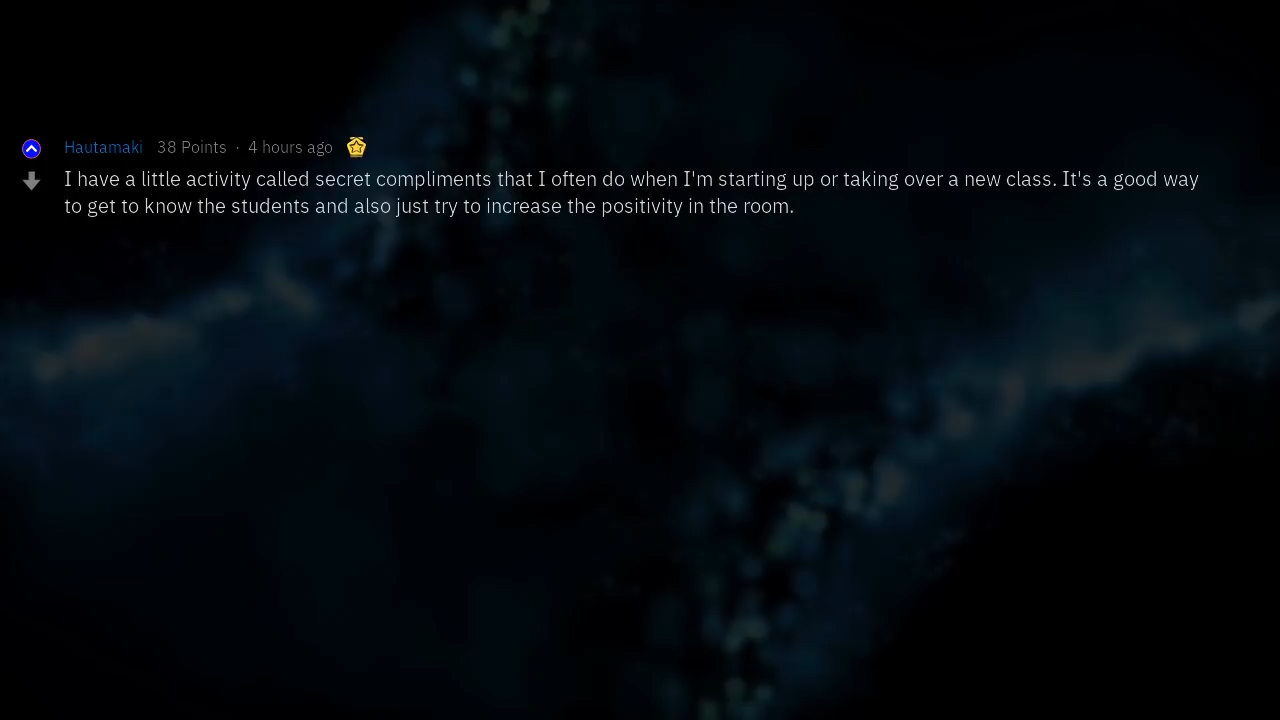 Hautamaki 38 Points · 4 hours ago
I have a little activity called secret compliments that I often do when I'm starting up or taking over a new class. It's a good way
to get to know the students and also just try to increase the positivity in the room.